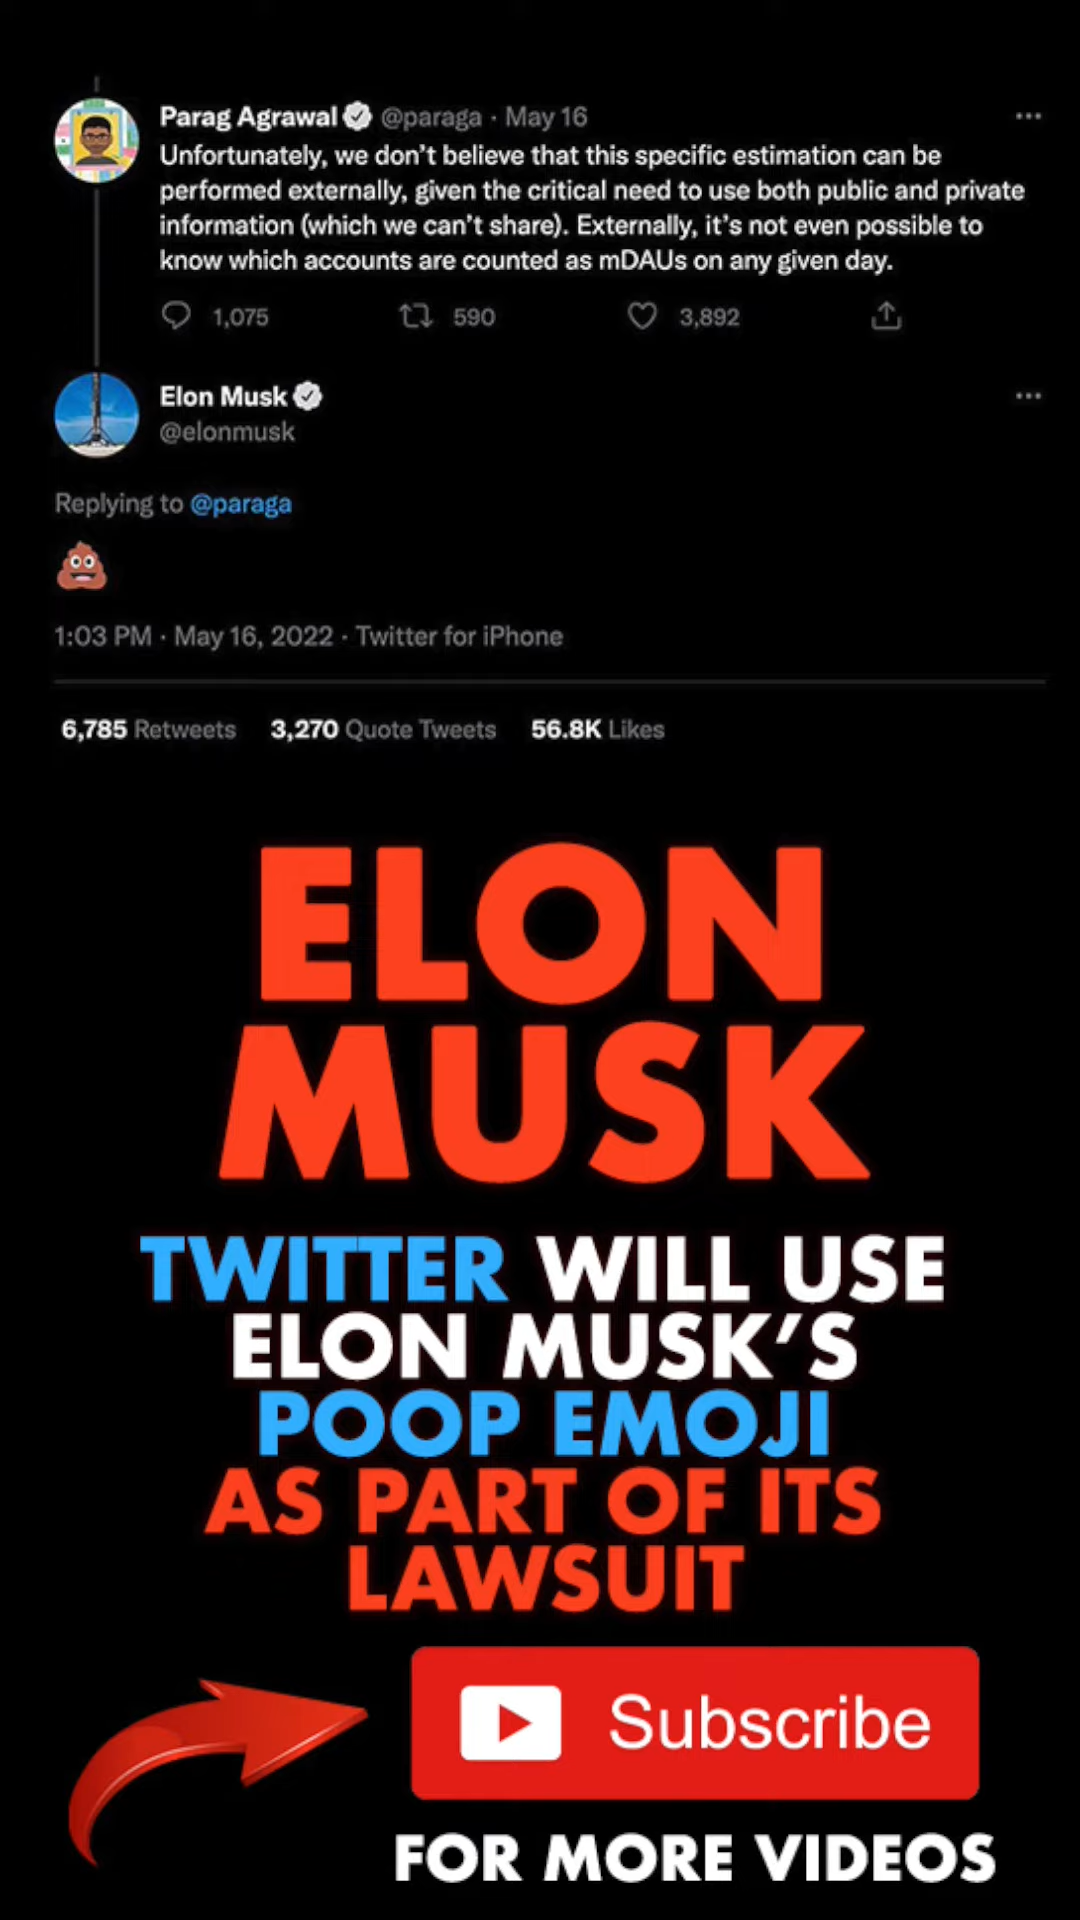 Parag Agrawal @paraga · May 16
Unfortunately, we don't believe that this specific estimation can be
performed externally, given the critical need to use both public and private
information (which we can't share). Externally, it's not even possible to
know which accounts are counted as mDAUs on any given day.
1,075 590 3,892
Elon Musk
@elonmusk
Replying to @paraga
💩
1:03 PM · May 16, 2022 · Twitter for iPhone
6,785 Retweets 3,270 Quote Tweets 56.8K Likes
ELON
MUSK
TWITTER WILL USE
ELON MUSK'S
POOP EMOJI
AS PART OF ITS
LAWSUIT
Subscribe
FOR MORE VIDEOS